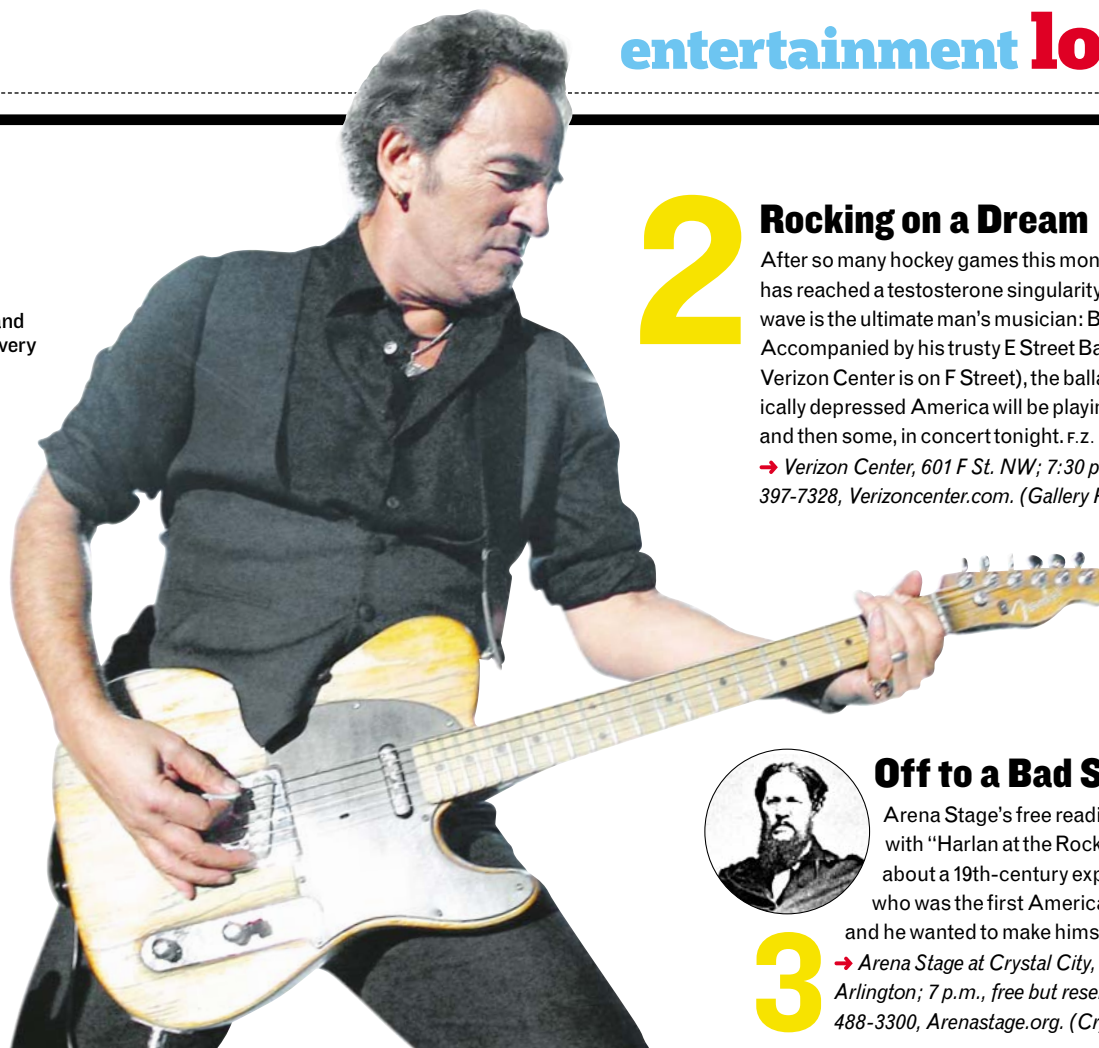 entertainment lo
and
very
2
Rocking on a Dream
After so many hockey games this mon
has reached a testosterone singularity
wave is the ultimate man's musician: B
Accompanied by his trusty E Street Ba
Verizon Center is on F Street), the balla
ically depressed America will be playin
and then some, in concert tonight. F.Z.
➜ Verizon Center, 601 F St. NW; 7:30 p
397-7328, Verizoncenter.com. (Gallery P
Fender
Off to a Bad S
Arena Stage's free readi
with “Harlan at the Rock
about a 19th-century exp
who was the first America
and he wanted to make hims
3
➜ Arena Stage at Crystal City,
Arlington; 7 p.m., free but rese
488-3300, Arenastage.org. (Cry